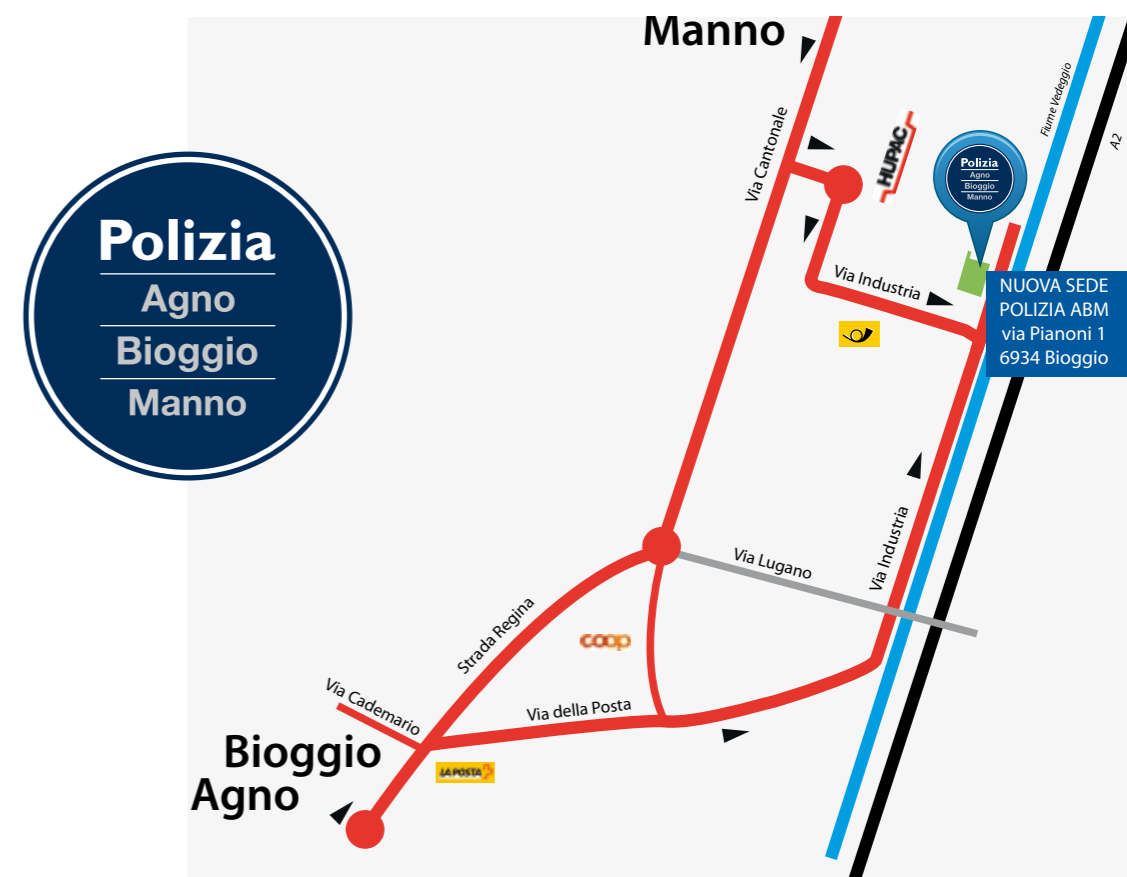 Manno
Fiume Vedeggio
A2
Via Cantonale
HUPAC
Polizia
Agno
Bioggio
Manno
Polizia
Agno
Bioggio
Manno
Via Industria
NUOVA SEDE
POLIZIA ABM
via Pianoni 1
6934 Bioggio
Via Industria
Via Lugano
Strada Regina
coop
Via Cademario
Via della Posta
Bioggio
Agno
LA POSTA